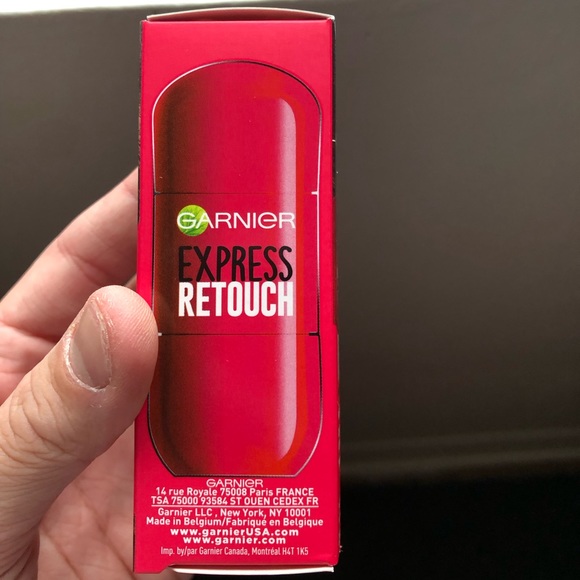 GARNIER
EXPRESS
RETOUCH
GARNIER
14 rue Royale 75008 Paris FRANCE
TSA 75000 93584 ST OUEN CEDEX FR
Garnier LLC , New York, NY 10001
Made in Belgium/Fabriqué en Belgique
www.garnierUSA.com
www.garnier.com
Imp. by/par Garnier Canada, Montréal H4T 1K5